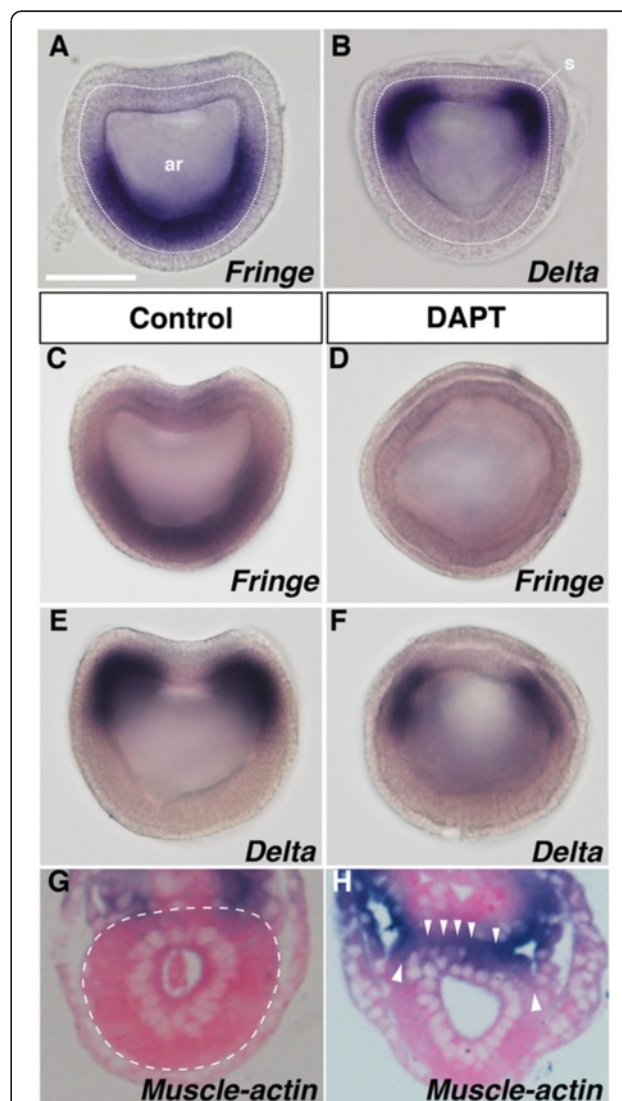 A
B
s
ar
Fringe
Delta
Control
DAPT
C
D
Fringe
Fringe
E
F
Delta
Delta
G
H
Muscle-actin
Muscle-actin